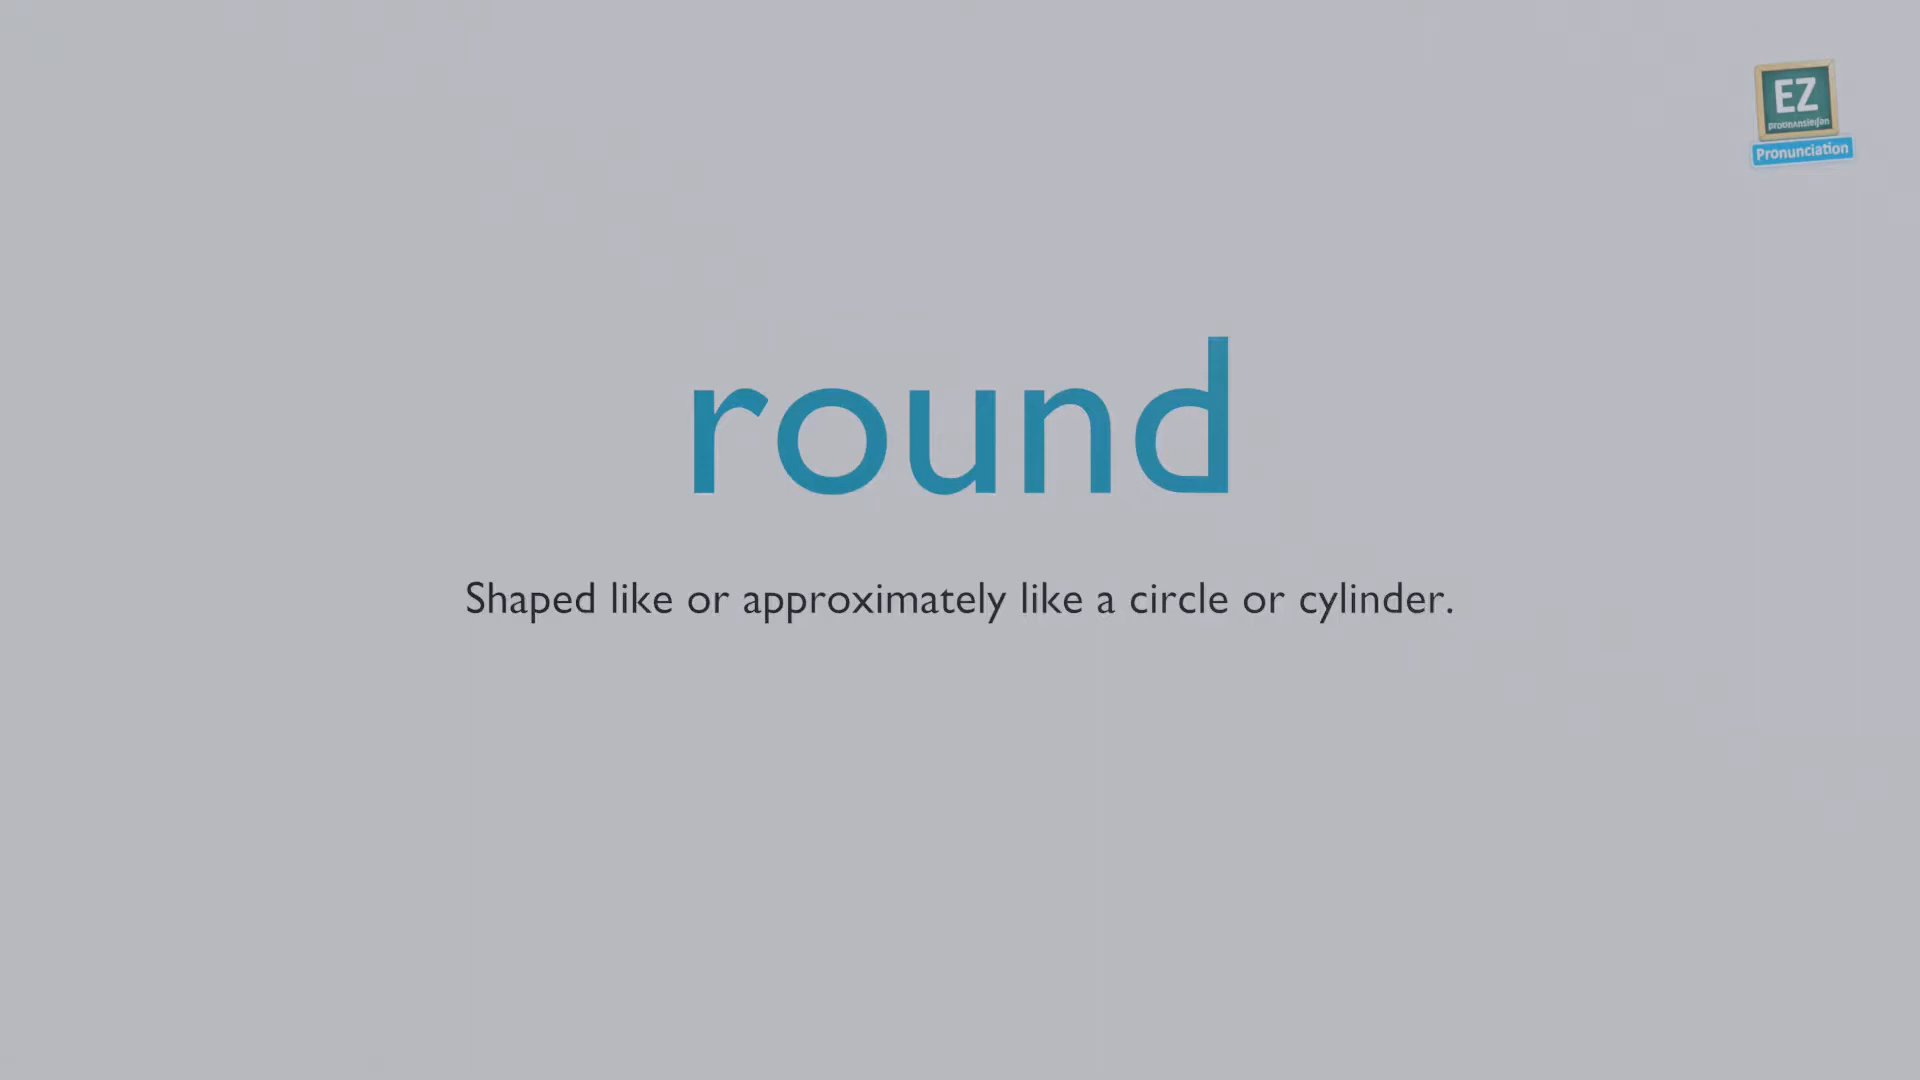 EZ
Pronunciation
round
Shaped like or approximately like a circle or cylinder.